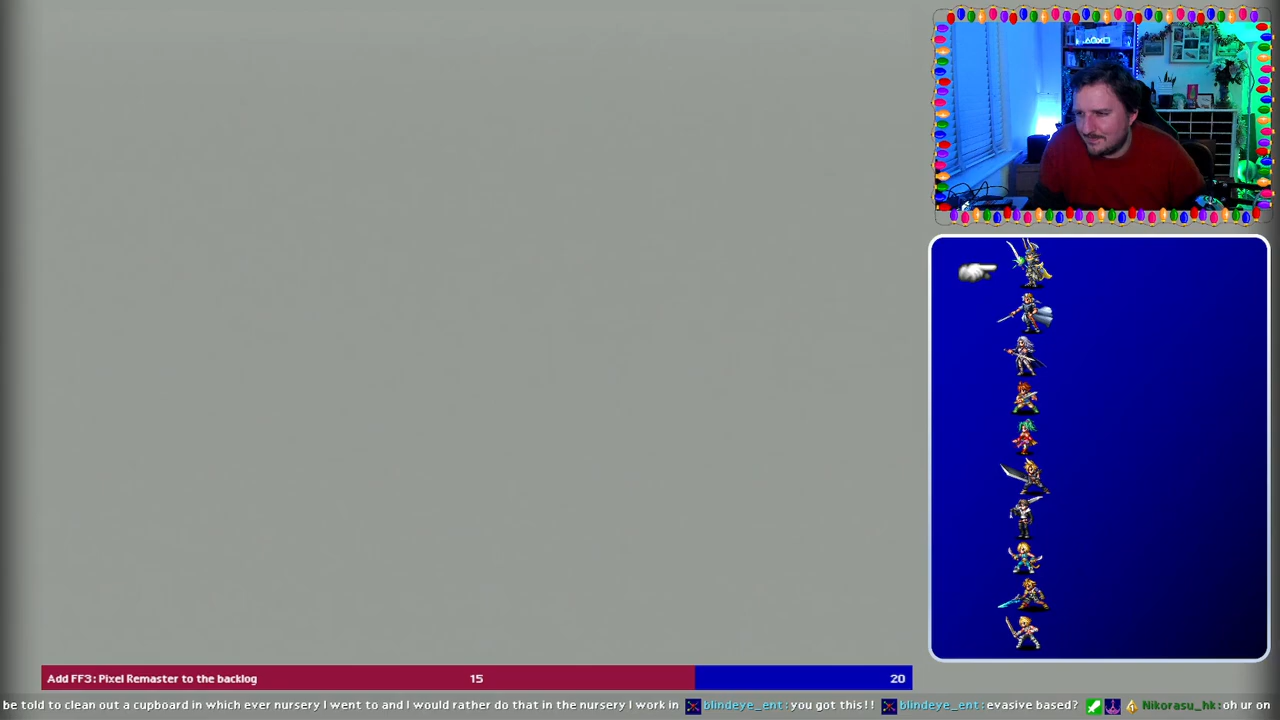 Add FF3: Pixel Remaster to the backlog 15 20
be told to clean out a cupboard in which ever nursery I went to and I would rather do that in the nursery I work in blindeye_ent: you got this!! blindeye_ent: evasive based? Nikorasu_hk: oh ur on